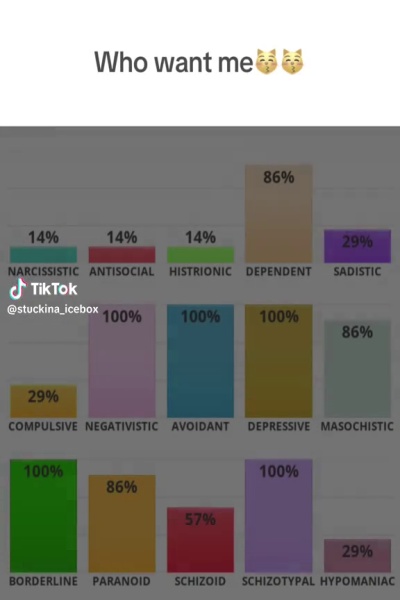 Who want me😽😽
86%
14% 14% 14% 29%
NARCISSISTIC ANTISOCIAL HISTRIONIC DEPENDENT SADISTIC
TikTok
@stuckina_icebox
100% 100% 100% 86%
29%
COMPULSIVE NEGATIVISTIC AVOIDANT DEPRESSIVE MASOCHISTIC
100% 86% 57% 100% 29%
BORDERLINE PARANOID SCHIZOID SCHIZOTYPAL HYPOMANIAC